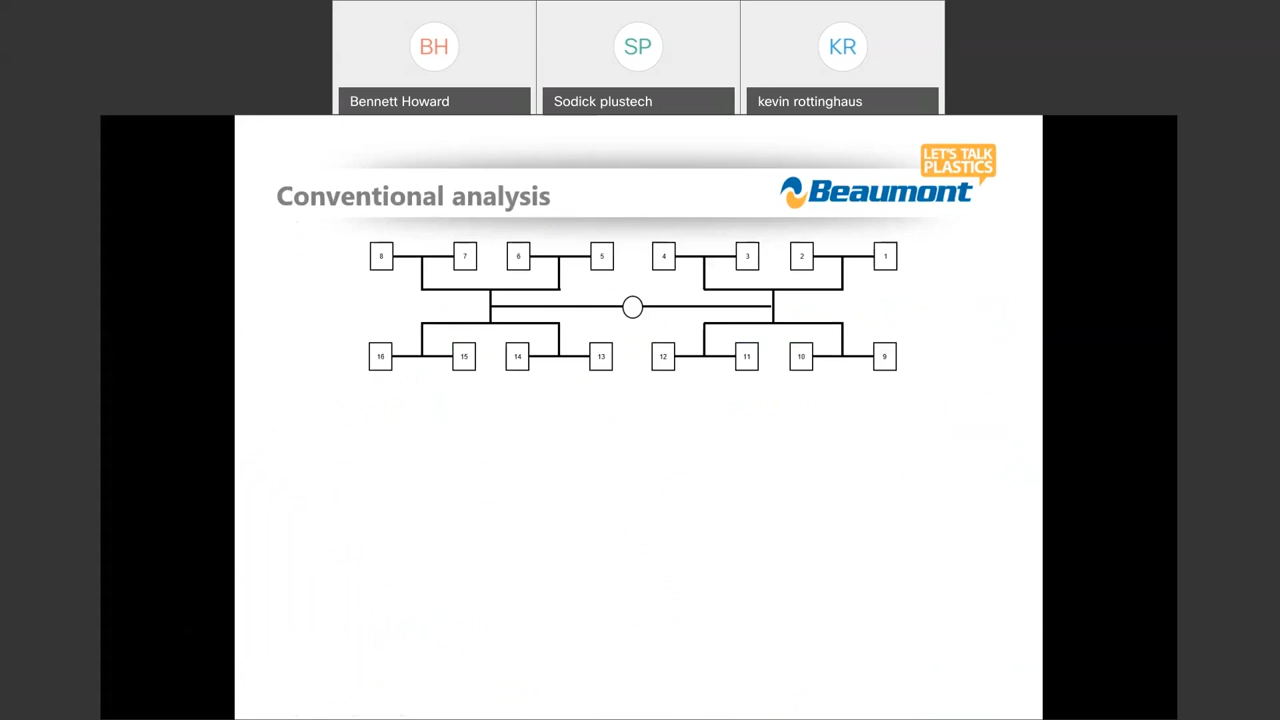 BH
SP
KR
Bennett Howard
Sodick plustech
kevin rottinghaus
LET'S TALK
PLASTICS
Beaumont
Conventional analysis
8 7 6 5 4 3 2 1
16 15 14 13 12 11 10 9